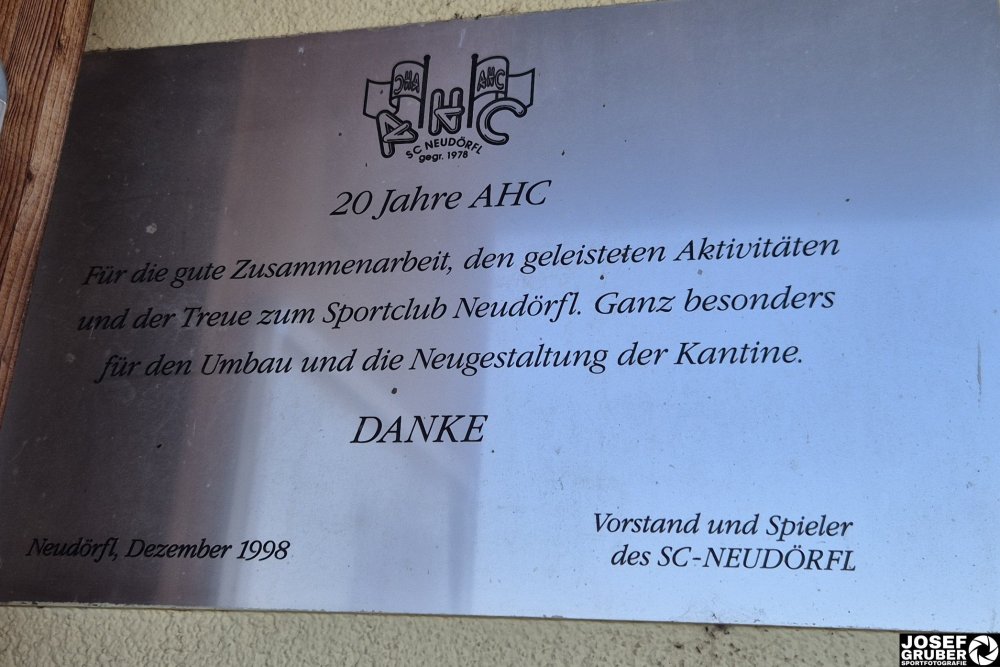 AHC AHC
AHC
SC NEUDÖRFL
gegr. 1978
20 Jahre AHC
Für die gute Zusammenarbeit, den geleisteten Aktivitäten
und der Treue zum Sportclub Neudörfl. Ganz besonders
für den Umbau und die Neugestaltung der Kantine.
DANKE
Neudörfl, Dezember 1998
Vorstand und Spieler
des SC-NEUDÖRFL
JOSEF
GRUBER
SPORTFOTOGRAFIE